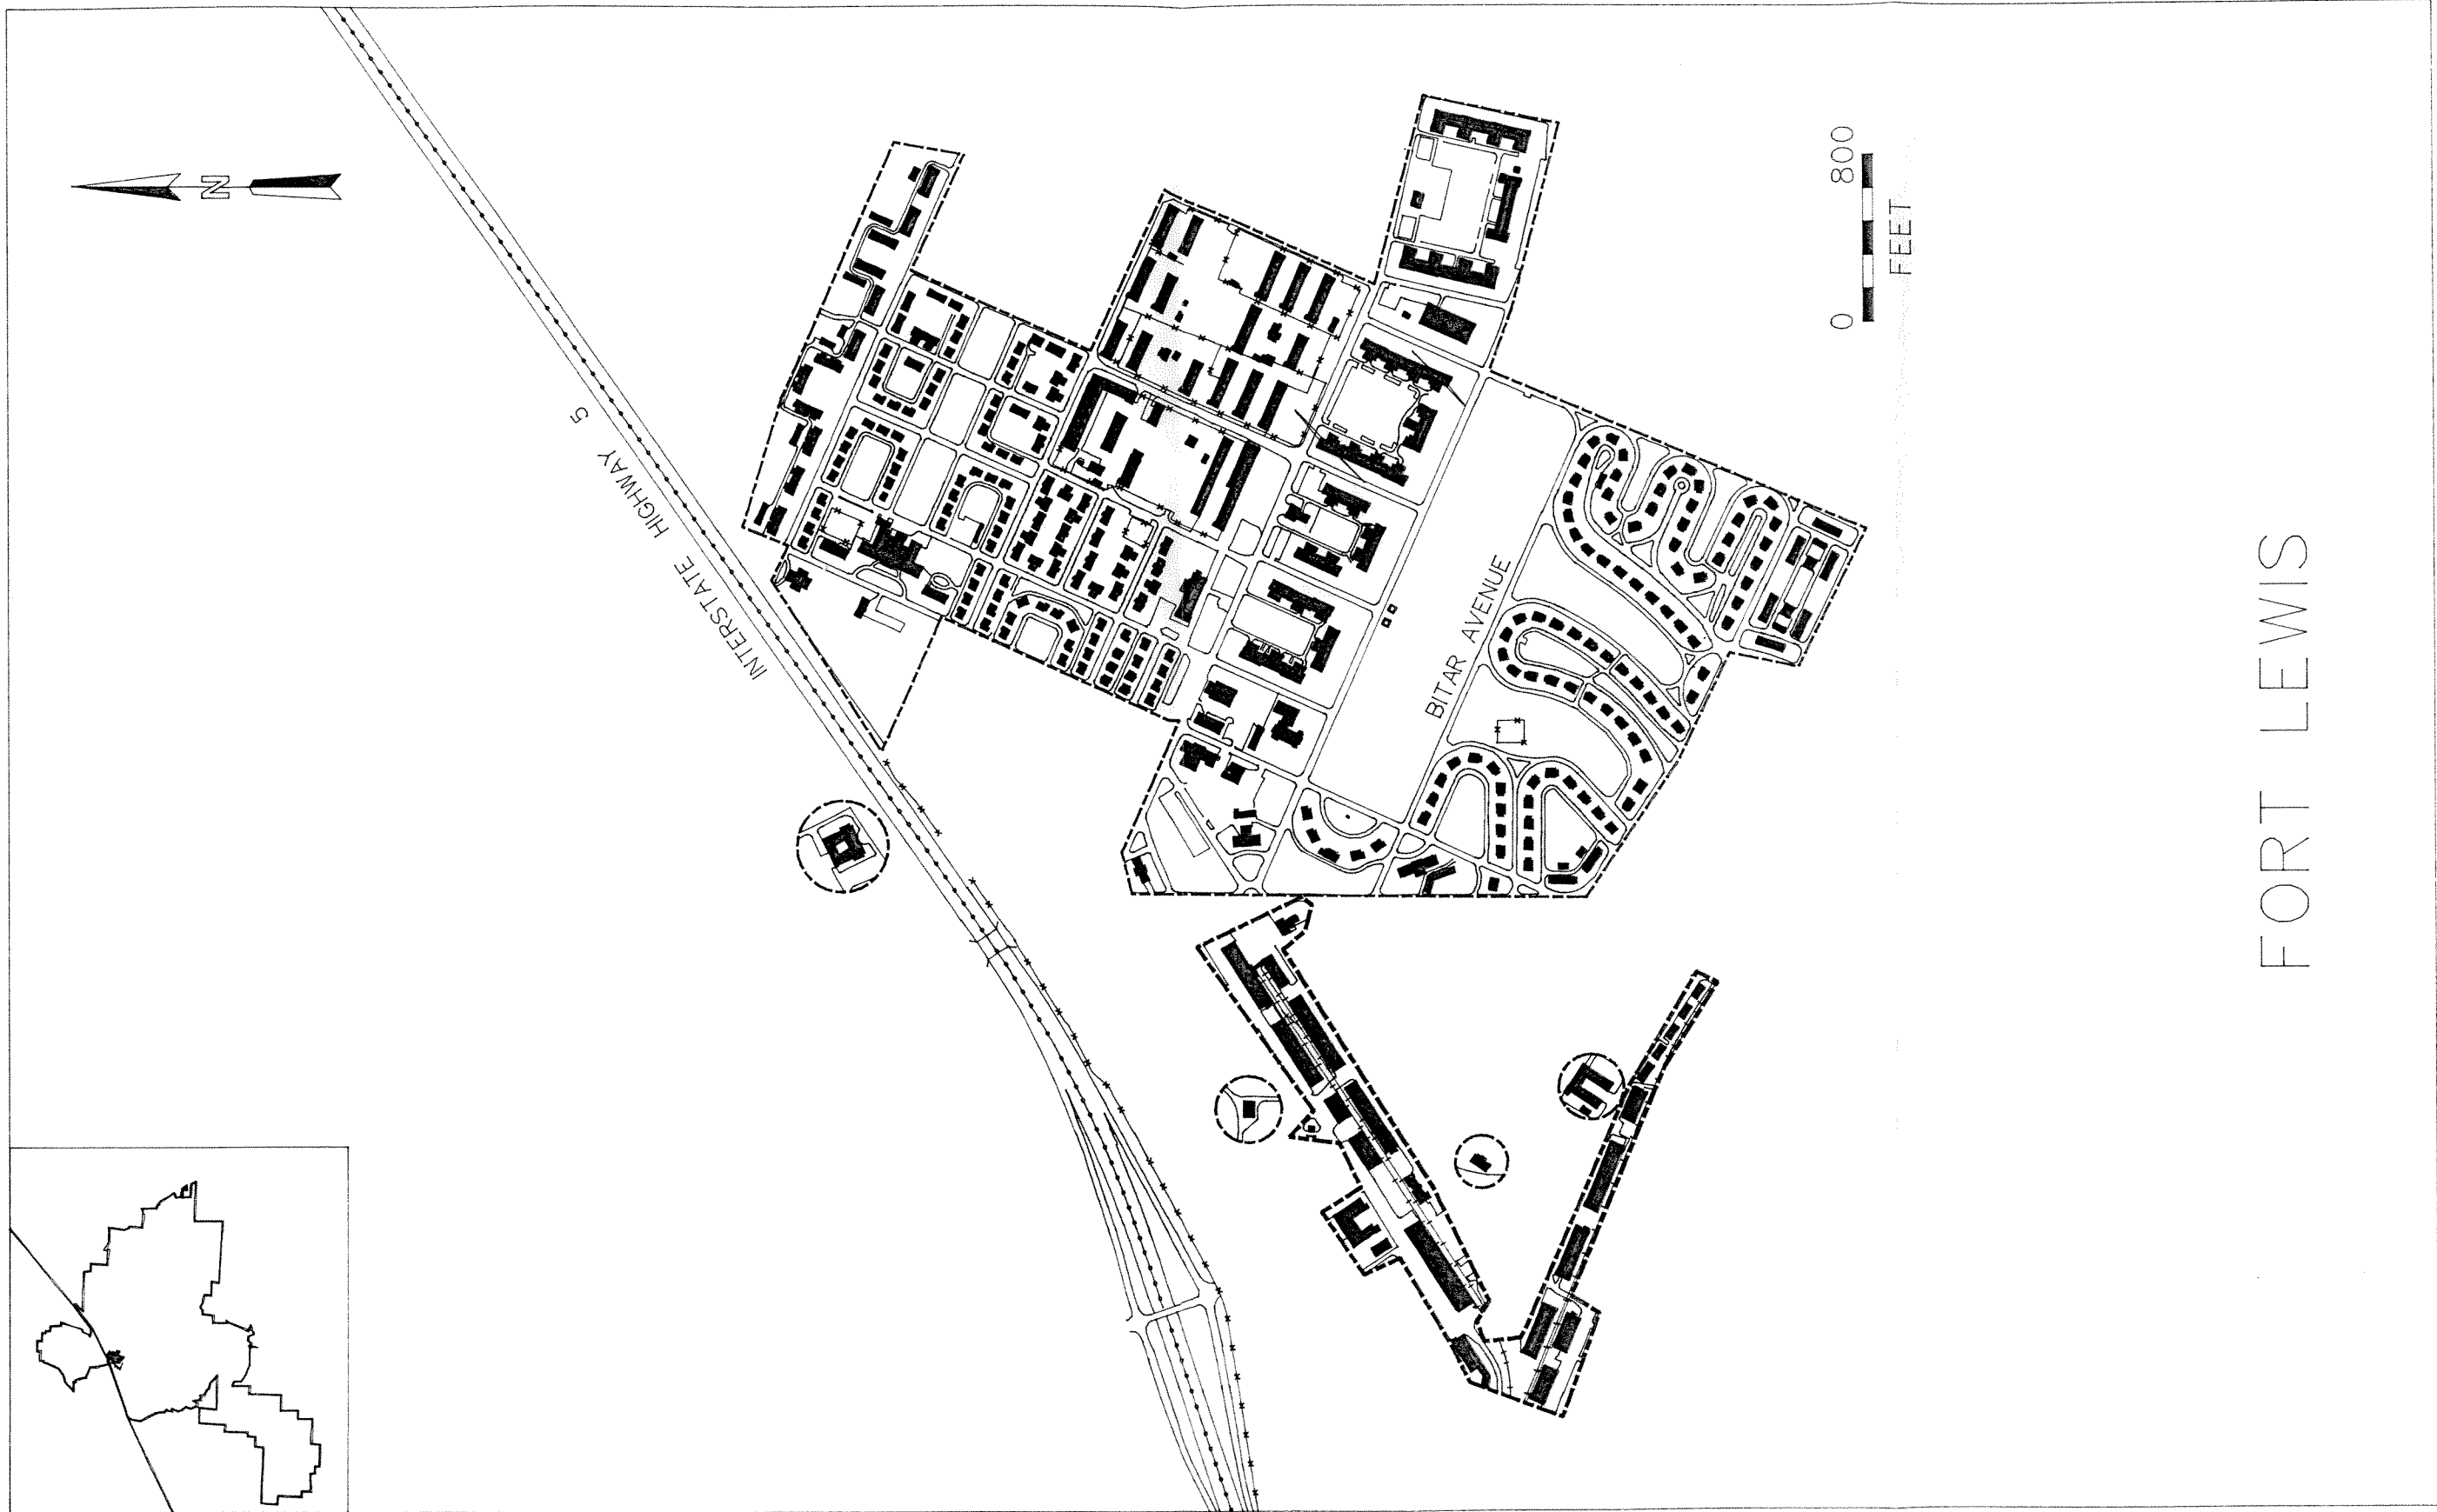 N
INTERSTATE HIGHWAY 5
BITAR AVENUE
0 800
FEET
FORT LEWIS